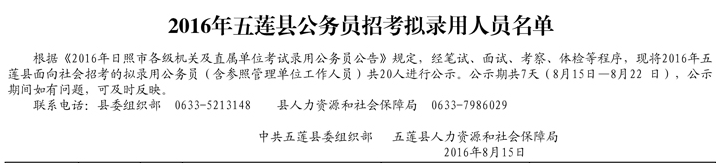 2016年五莲县公务员招考拟录用人员名单
根据《2016年日照市各级机关及直属单位考试录用公务员公告》规定，经笔试、面试、考察、体检等程序，现将2016年五
莲县面向社会招考的拟录用公务员（含参照管理单位工作人员）共20人进行公示。公示期共7天（8月15日—8月22 日），公示
期间如有问题，可及时反映。
联系电话：县委组织部 0633-5213148 县人力资源和社会保障局 0633-7986029
中共五莲县委组织部 五莲县人力资源和社会保障局
2016年8月15日